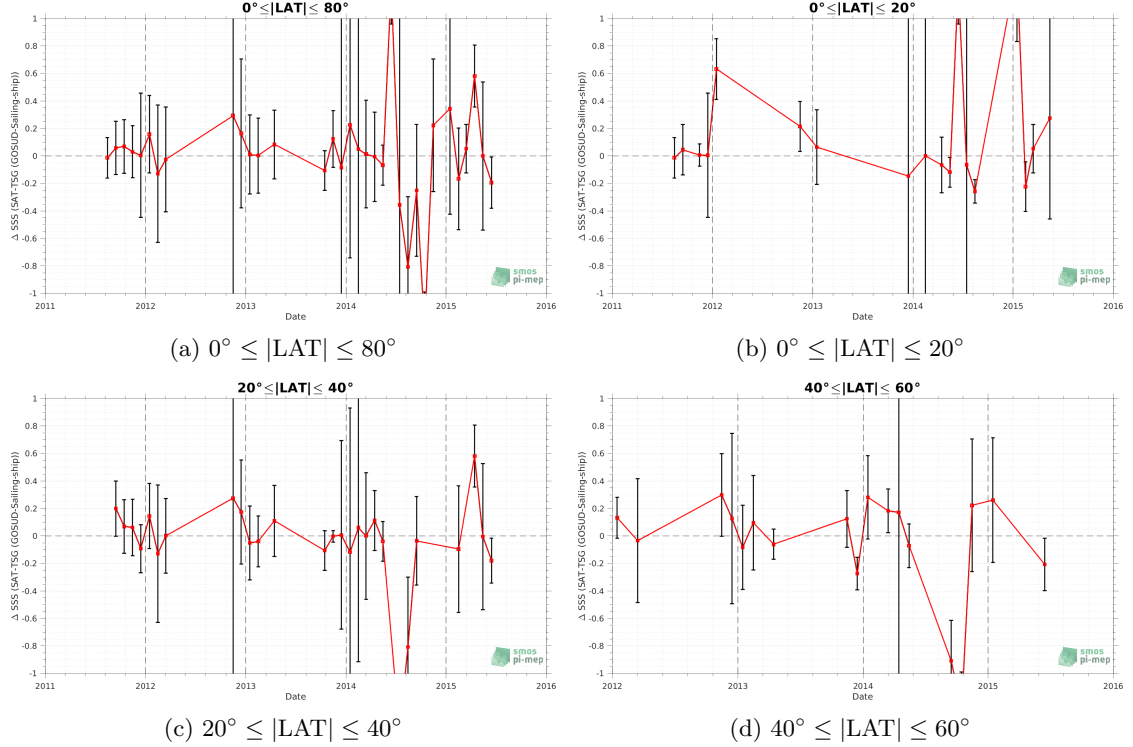 0°≤|LAT|≤ 80°
Δ SSS (SAT-TSG (GOSUD-Sailing-ship))
1
0.8
0.6
0.4
0.2
0
-0.2
-0.4
-0.6
-0.8
-1
2011
2012
2013
2014
2015
2016
Date
smos
pi-mep
(a) 0° ≤ |LAT| ≤ 80°
0°≤|LAT|≤ 20°
Δ SSS (SAT-TSG (GOSUD-Sailing-ship))
1
0.8
0.6
0.4
0.2
0
-0.2
-0.4
-0.6
-0.8
-1
2011
2012
2013
2014
2015
2016
Date
smos
pi-mep
(b) 0° ≤ |LAT| ≤ 20°
20°≤|LAT|≤ 40°
Δ SSS (SAT-TSG (GOSUD-Sailing-ship))
1
0.8
0.6
0.4
0.2
0
-0.2
-0.4
-0.6
-0.8
-1
2011
2012
2013
2014
2015
2016
Date
smos
pi-mep
(c) 20° ≤ |LAT| ≤ 40°
40°≤|LAT|≤ 60°
Δ SSS (SAT-TSG (GOSUD-Sailing-ship))
1
0.8
0.6
0.4
0.2
0
-0.2
-0.4
-0.6
-0.8
-1
2012
2013
2014
2015
2016
Date
smos
pi-mep
(d) 40° ≤ |LAT| ≤ 60°